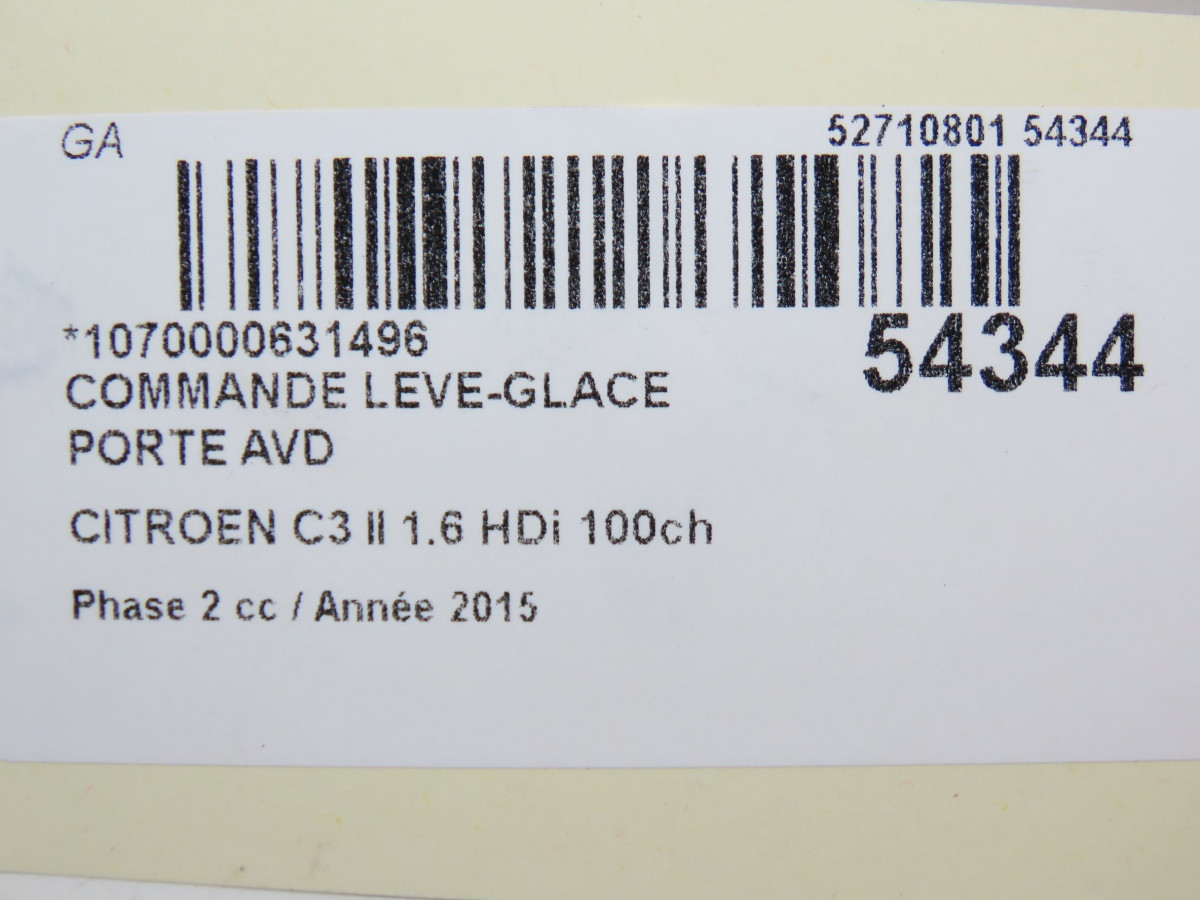 GA
52710801 54344
*1070000631496
54344
COMMANDE LEVE-GLACE
PORTE AVD
CITROEN C3 II 1.6 HDi 100ch
Phase 2 cc / Année 2015